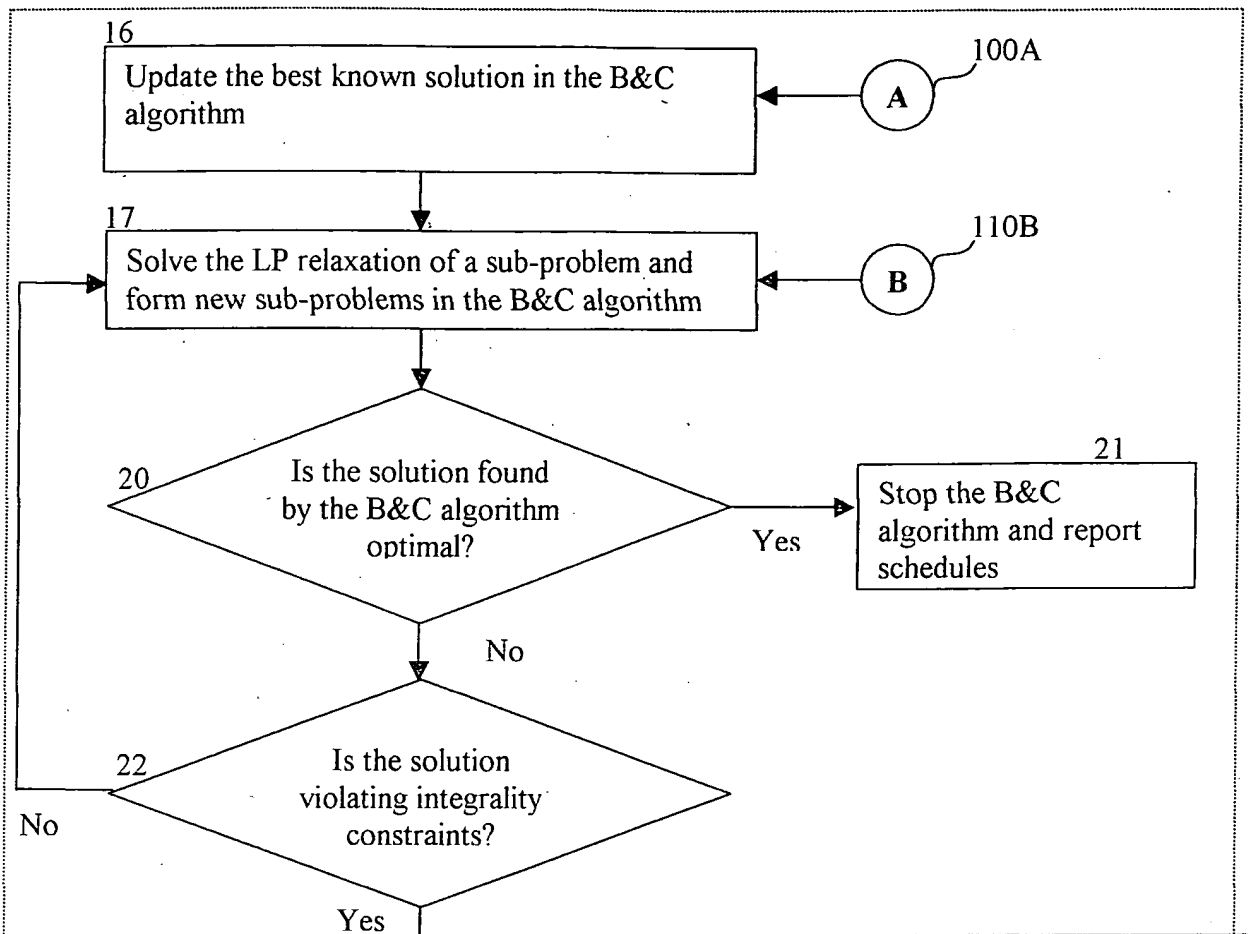 16
Update the best known solution in the B&C
algorithm
100A
A
17
Solve the LP relaxation of a sub-problem and
form new sub-problems in the B&C algorithm
110B
B
20
Is the solution found
by the B&C algorithm
optimal?
Yes
21
Stop the B&C
algorithm and report
schedules
No
22
Is the solution
violating integrality
constraints?
No
Yes